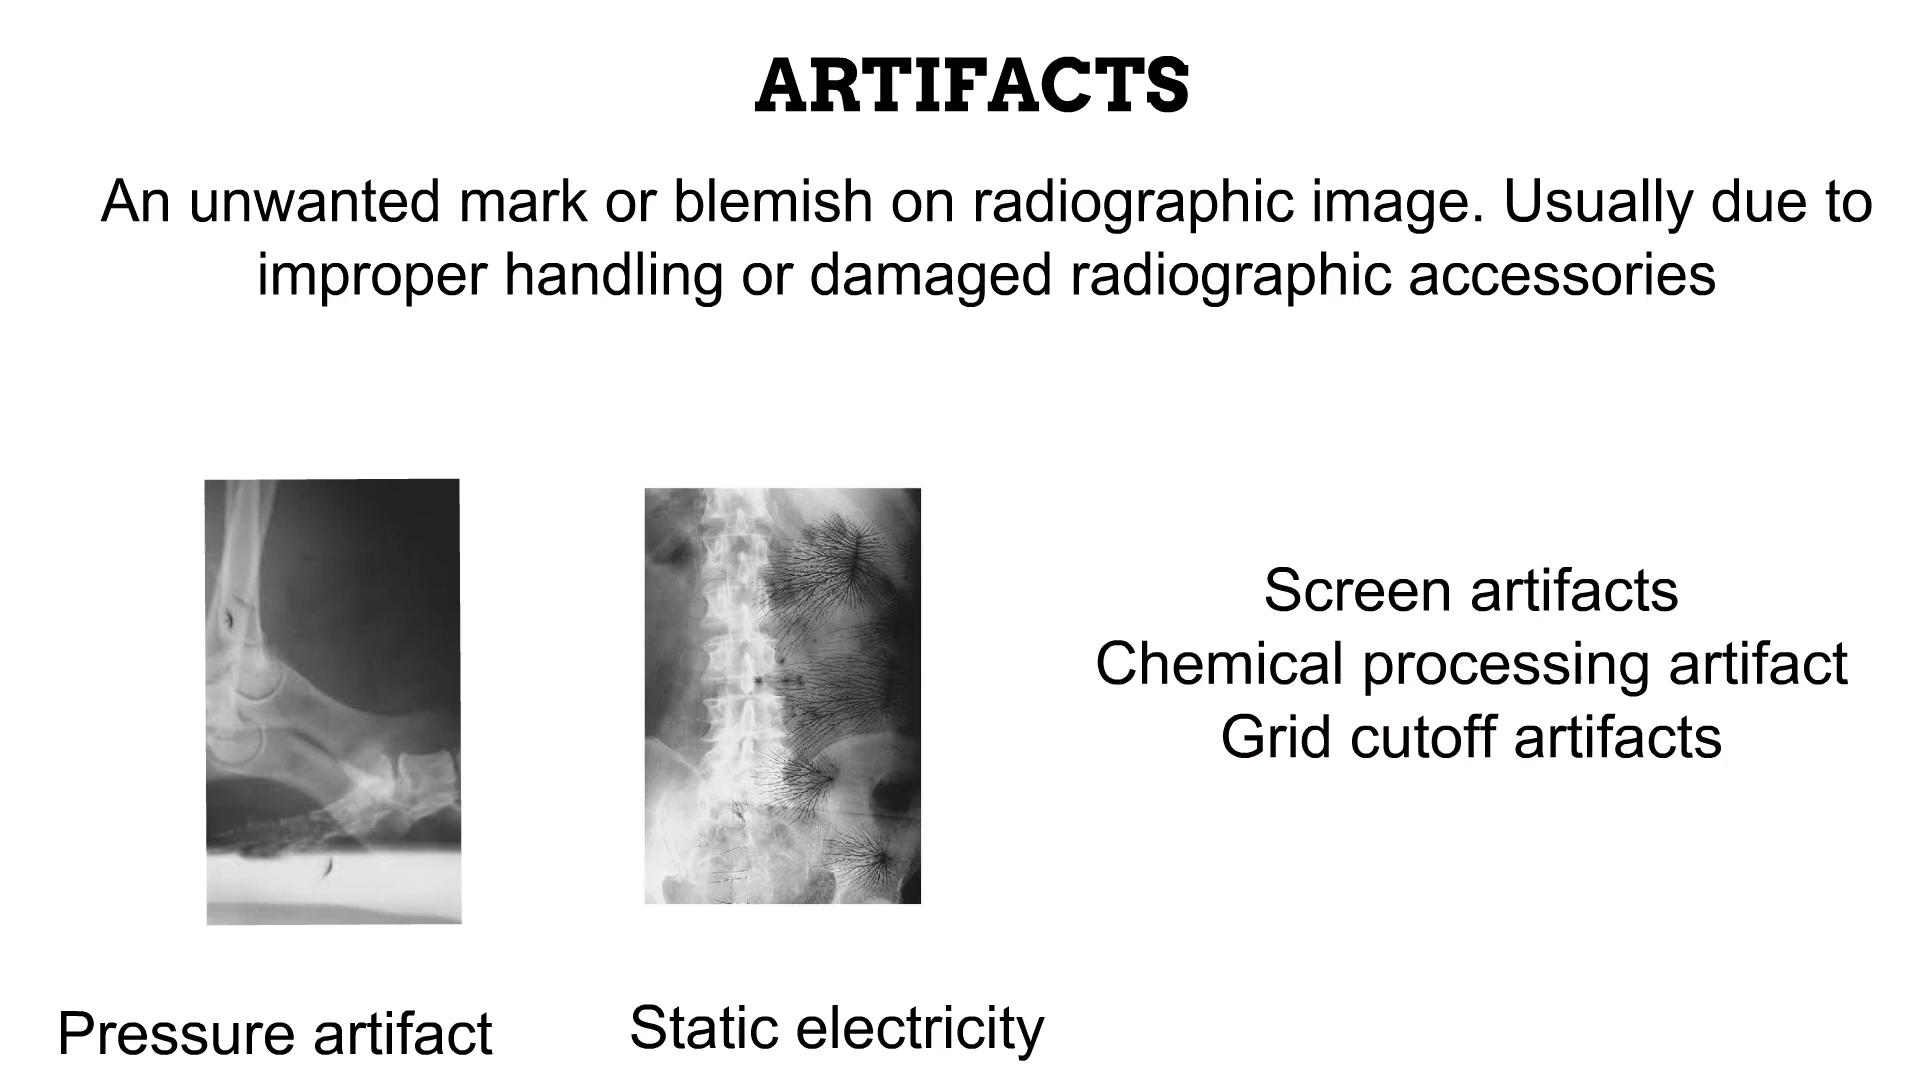 ARTIFACTS
An unwanted mark or blemish on radiographic image. Usually due to
improper handling or damaged radiographic accessories
Screen artifacts
Chemical processing artifact
Grid cutoff artifacts
Pressure artifact
Static electricity